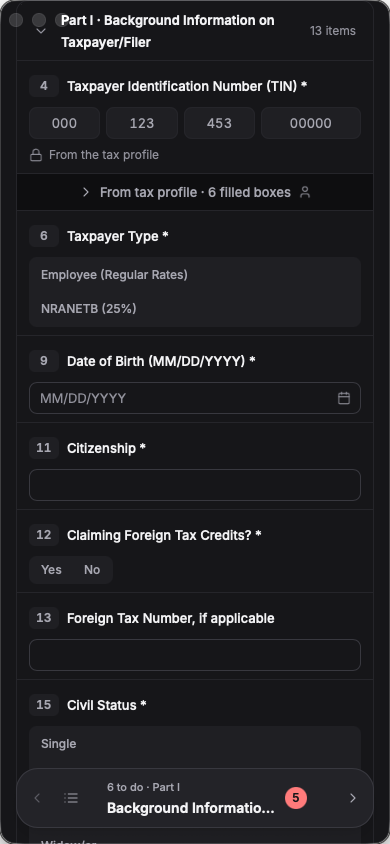 Part I · Background Information on
Taxpayer/Filer
13 items
4 Taxpayer Identification Number (TIN) *
000 123 453 00000
From the tax profile
From tax profile · 6 filled boxes
6 Taxpayer Type *
Employee (Regular Rates)
NRANETB (25%)
9 Date of Birth (MM/DD/YYYY) *
MM/DD/YYYY
11 Citizenship *
12 Claiming Foreign Tax Credits? *
Yes No
13 Foreign Tax Number, if applicable
15 Civil Status *
Single
6 to do · Part I
Background Informatio...
5